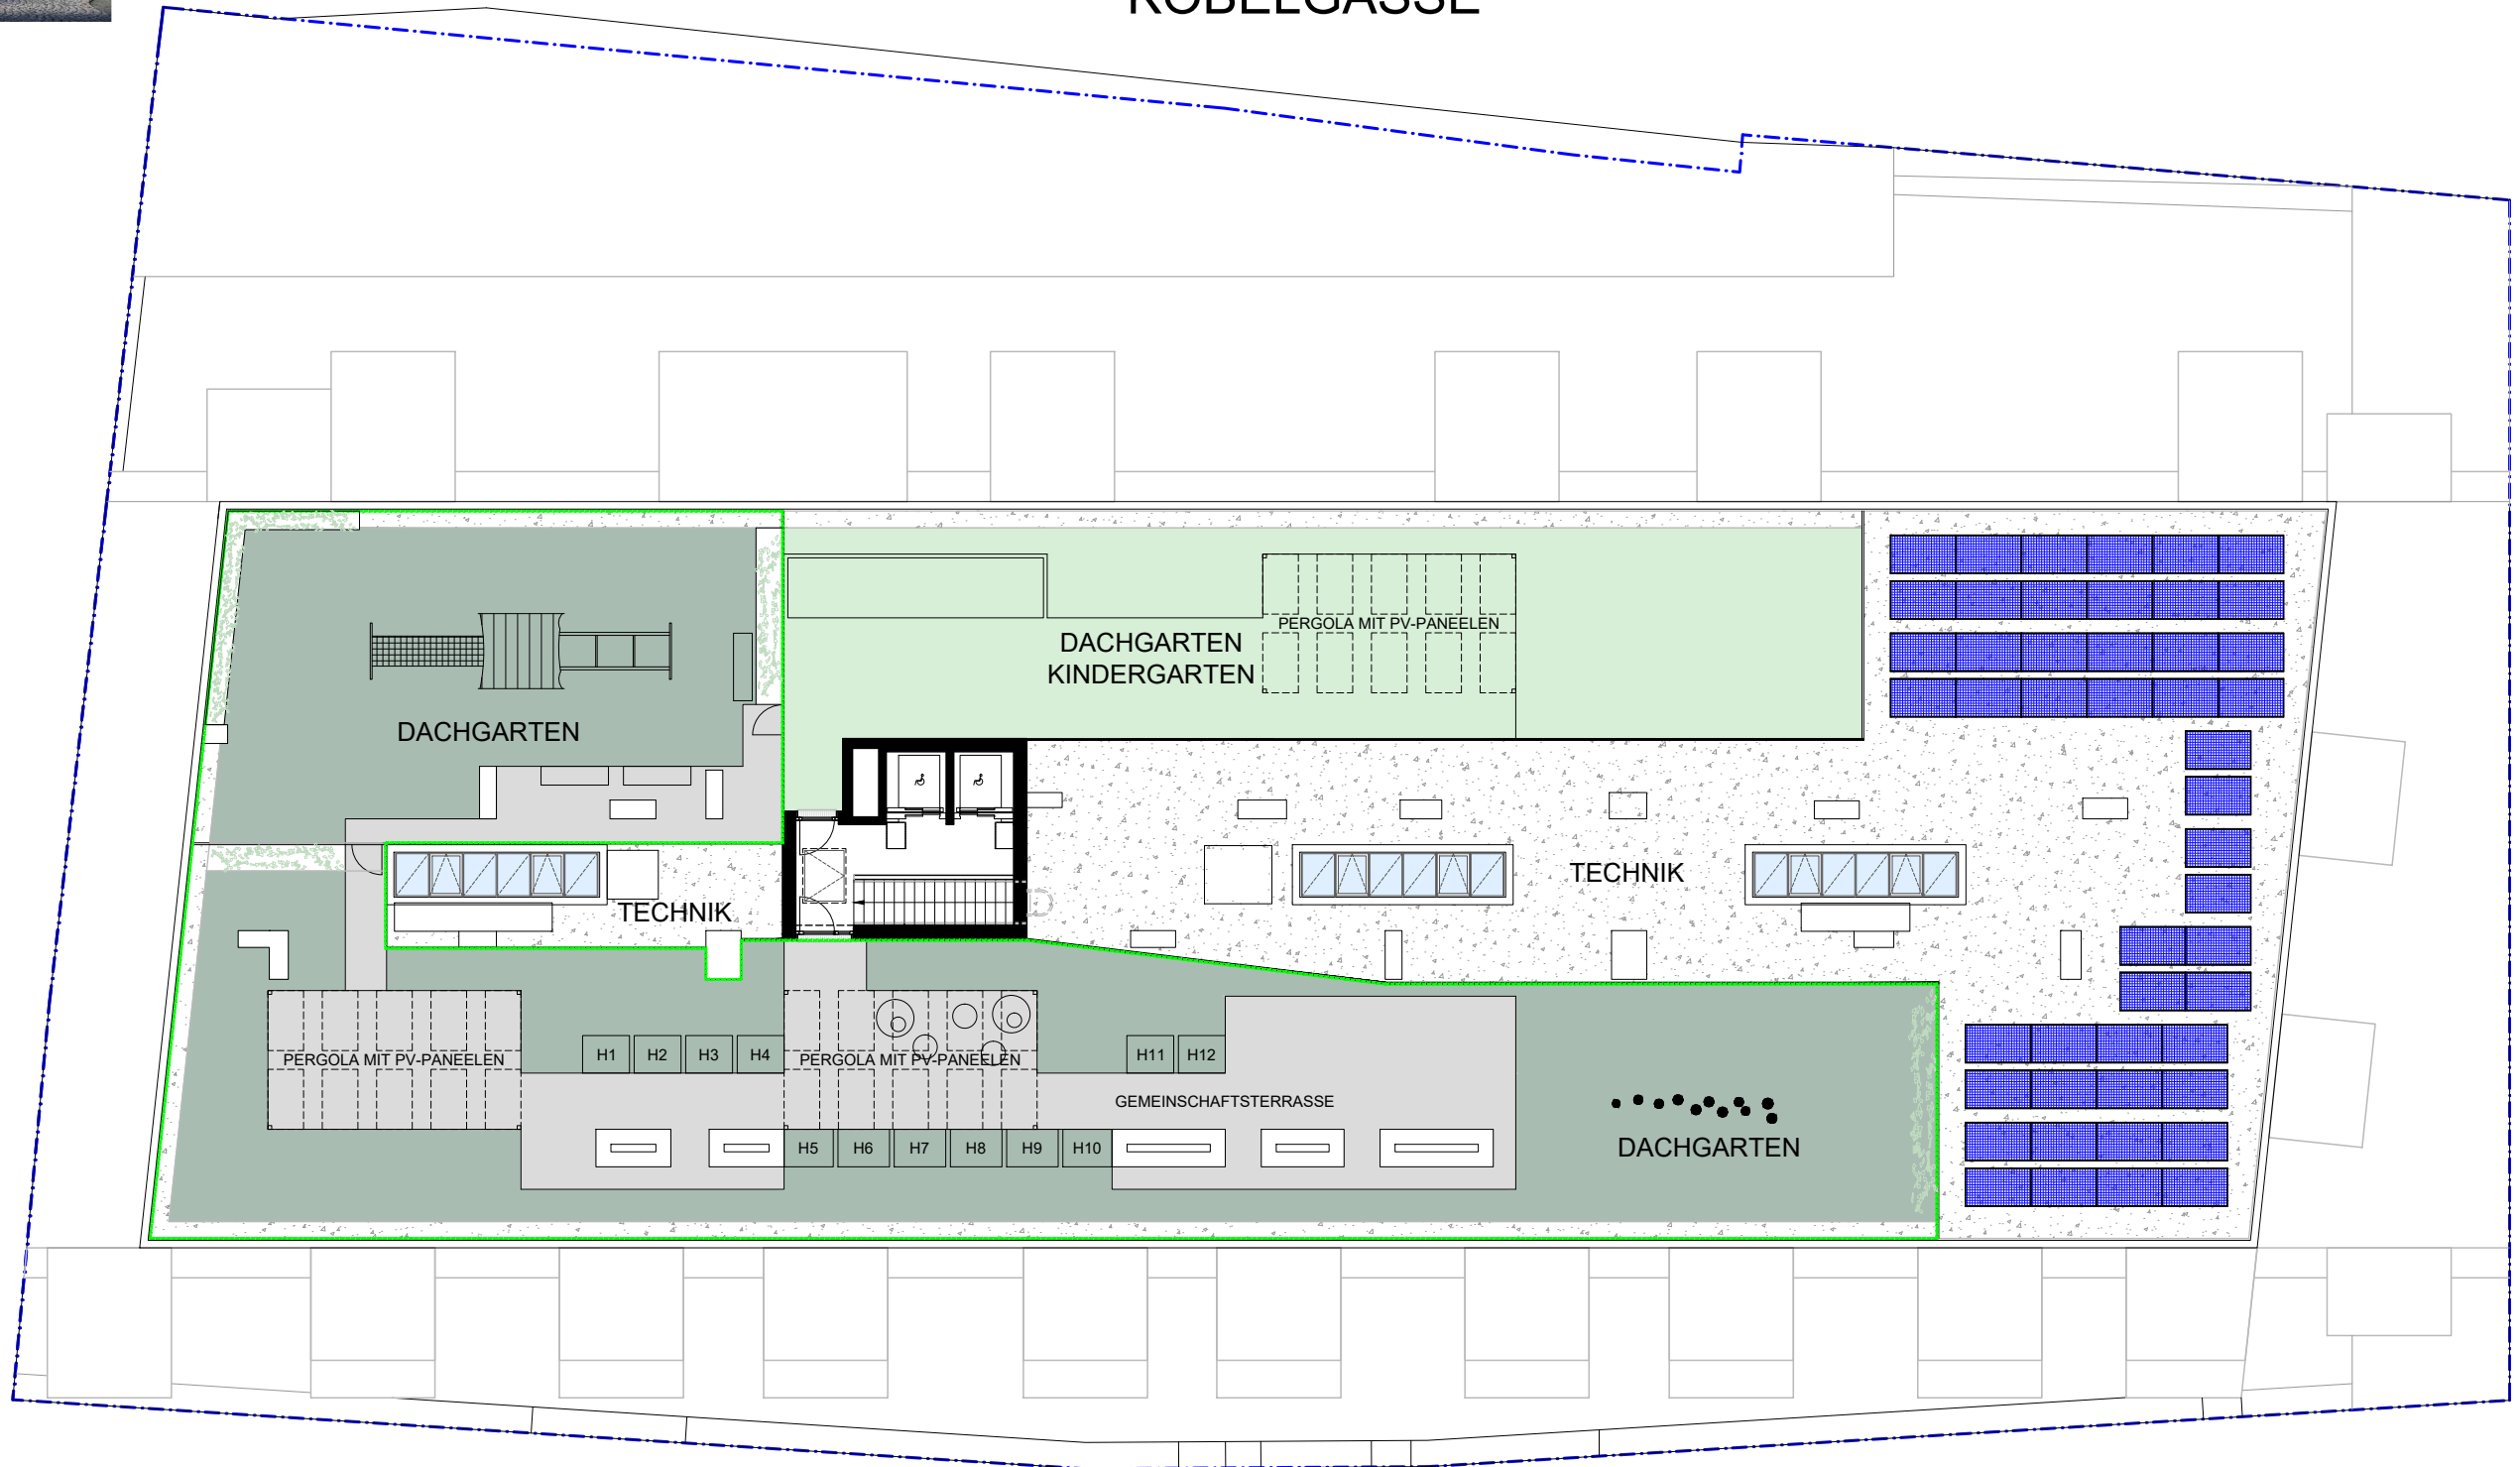 KOBELGASSE
PERGOLA MIT PV-PANEELEN
DACHGARTEN
KINDERGARTEN
DACHGARTEN
TECHNIK
TECHNIK
H1 H2 H3 H4
PERGOLA MIT PV-PANEELEN
PERGOLA MIT PV-PANEELEN
H11 H12
GEMEINSCHAFTSTERRASSE
H5 H6 H7 H8 H9 H10
DACHGARTEN